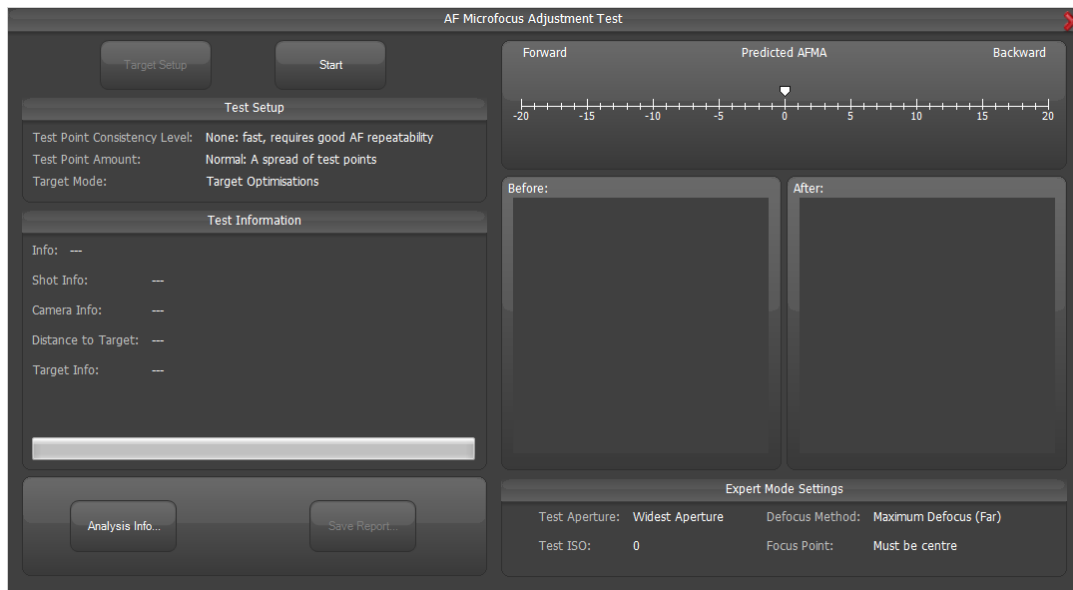 AF Microfocus Adjustment Test
Target Setup
Start
Test Setup
Test Point Consistency Level: None: fast, requires good AF repeatability
Test Point Amount: Normal: A spread of test points
Target Mode: Target Optimisations
Test Information
Info: ---
Shot Info: ---
Camera Info: ---
Distance to Target: ---
Target Info: ---
Analysis Info...
Save Report...
Forward Predicted AFMA Backward
-20 -15 -10 -5 0 5 10 15 20
Before:
After:
Expert Mode Settings
Test Aperture: Widest Aperture Defocus Method: Maximum Defocus (Far)
Test ISO: 0 Focus Point: Must be centre